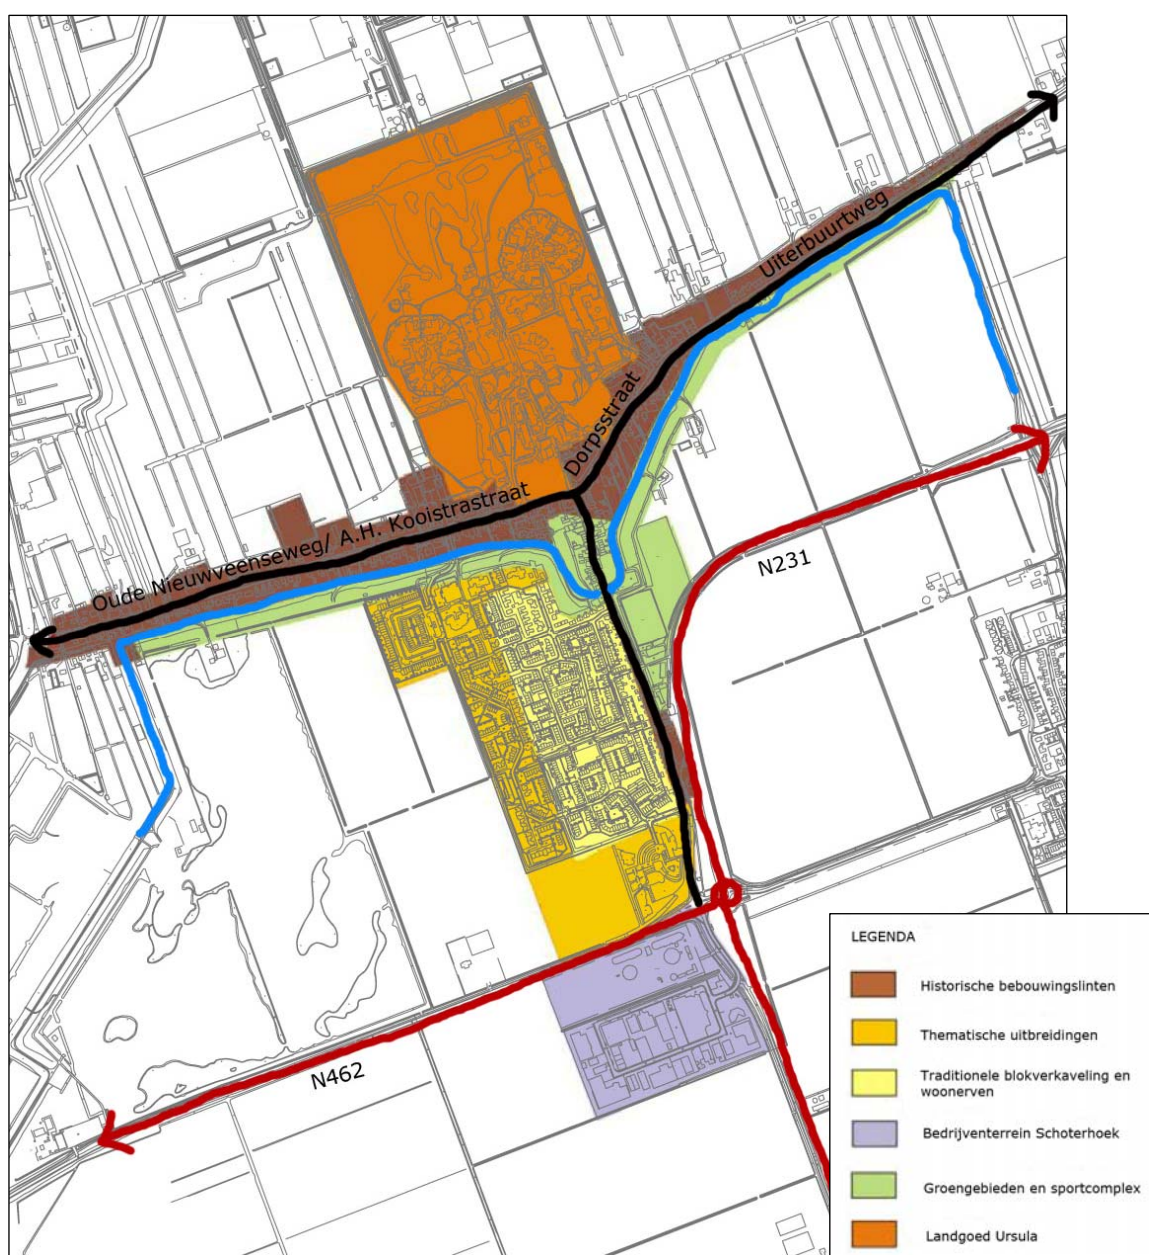 Uiterbuurtweg
Dorpsstraat
Oude Nieuwveenseweg/ A.H. Kooistrastraat
N231
N462
LEGENDA
Historische bebouwingslinten
Thematische uitbreidingen
Traditionele blokverkaveling en
woonerven
Bedrijventerrein Schoterhoek
Groengebieden en sportcomplex
Landgoed Ursula